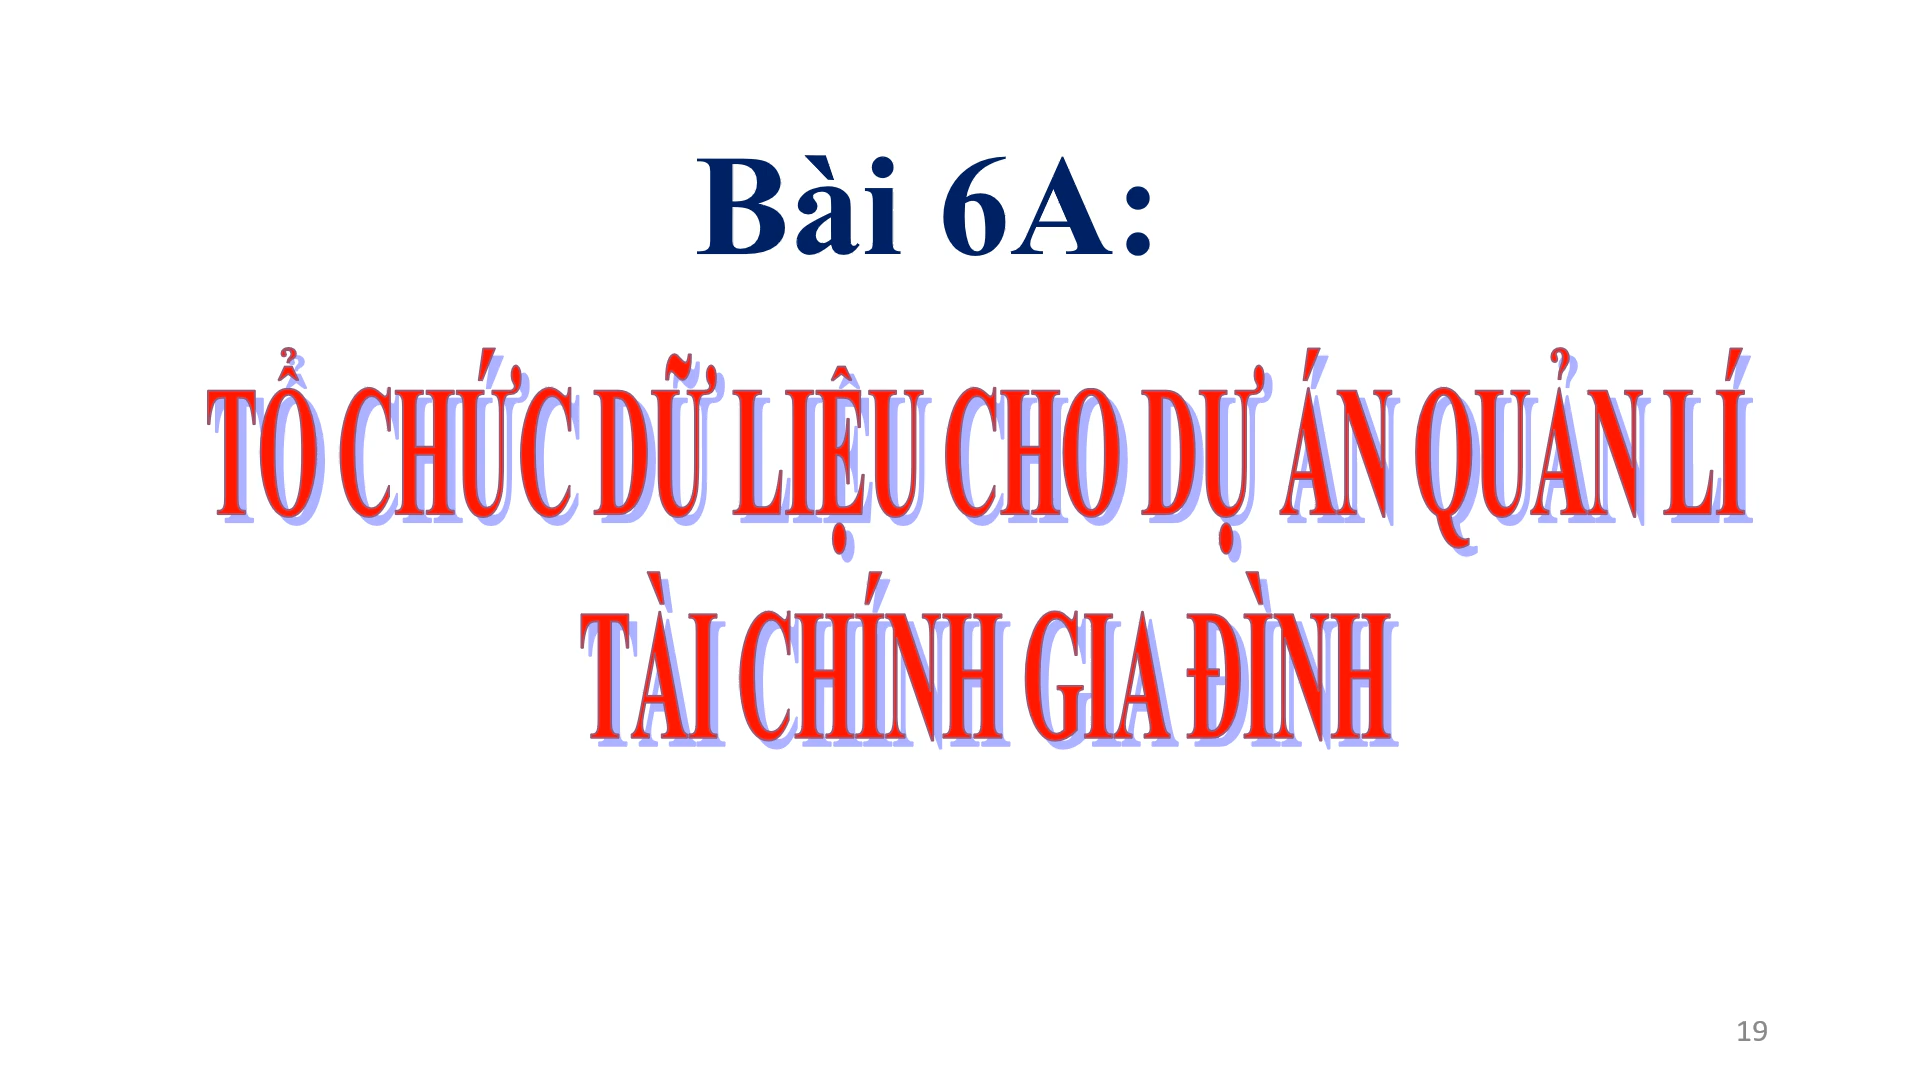 Bài 6A:
TỔ CHỨC DỮ LIỆU CHO DỰ ÁN QUẢN LÍ
TÀI CHÍNH GIA ĐÌNH
19